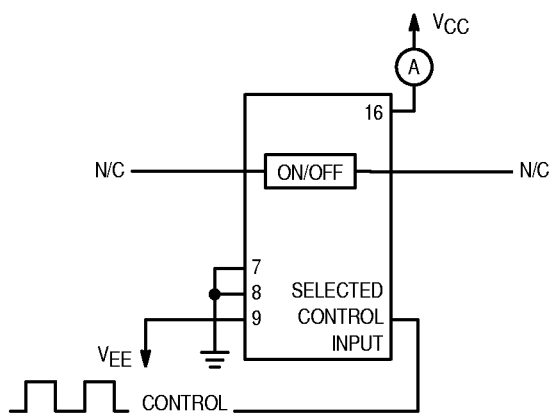 VCC
A
16
N/C
ON/OFF
N/C
7
8
9
SELECTED
CONTROL
INPUT
VEE
CONTROL